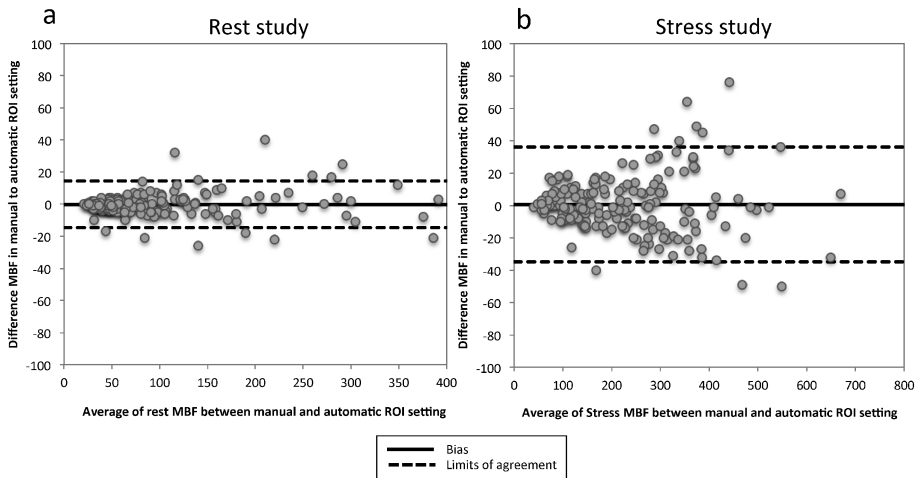 a
Rest study
Difference MBF in manual to automatic ROI setting
100
80
60
40
20
0
-20
-40
-60
-80
-100
0 50 100 150 200 250 300 350 400
Average of rest MBF between manual and automatic ROI setting
b
Stress study
Difference MBF in manual to automatic ROI setting
100
80
60
40
20
0
-20
-40
-60
-80
-100
0 100 200 300 400 500 600 700 800
Average of Stress MBF between manual and automatic ROI setting
Bias
Limits of agreement